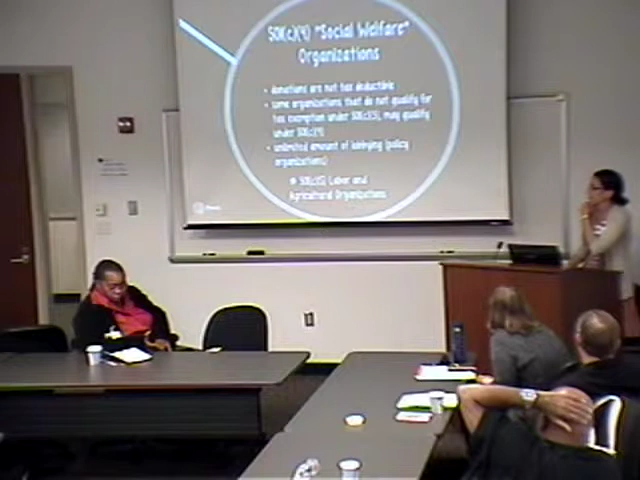 501(c)(4) "Social Welfare"
Organizations
• donations are not tax deductible
• some organizations that do not qualify for
tax exemption under 501(c)(3), may qualify
under 501(c)(4)
• unlimited amount of lobbying (policy
organizations)
501(c)(5) Labor and
Agricultural Organizations